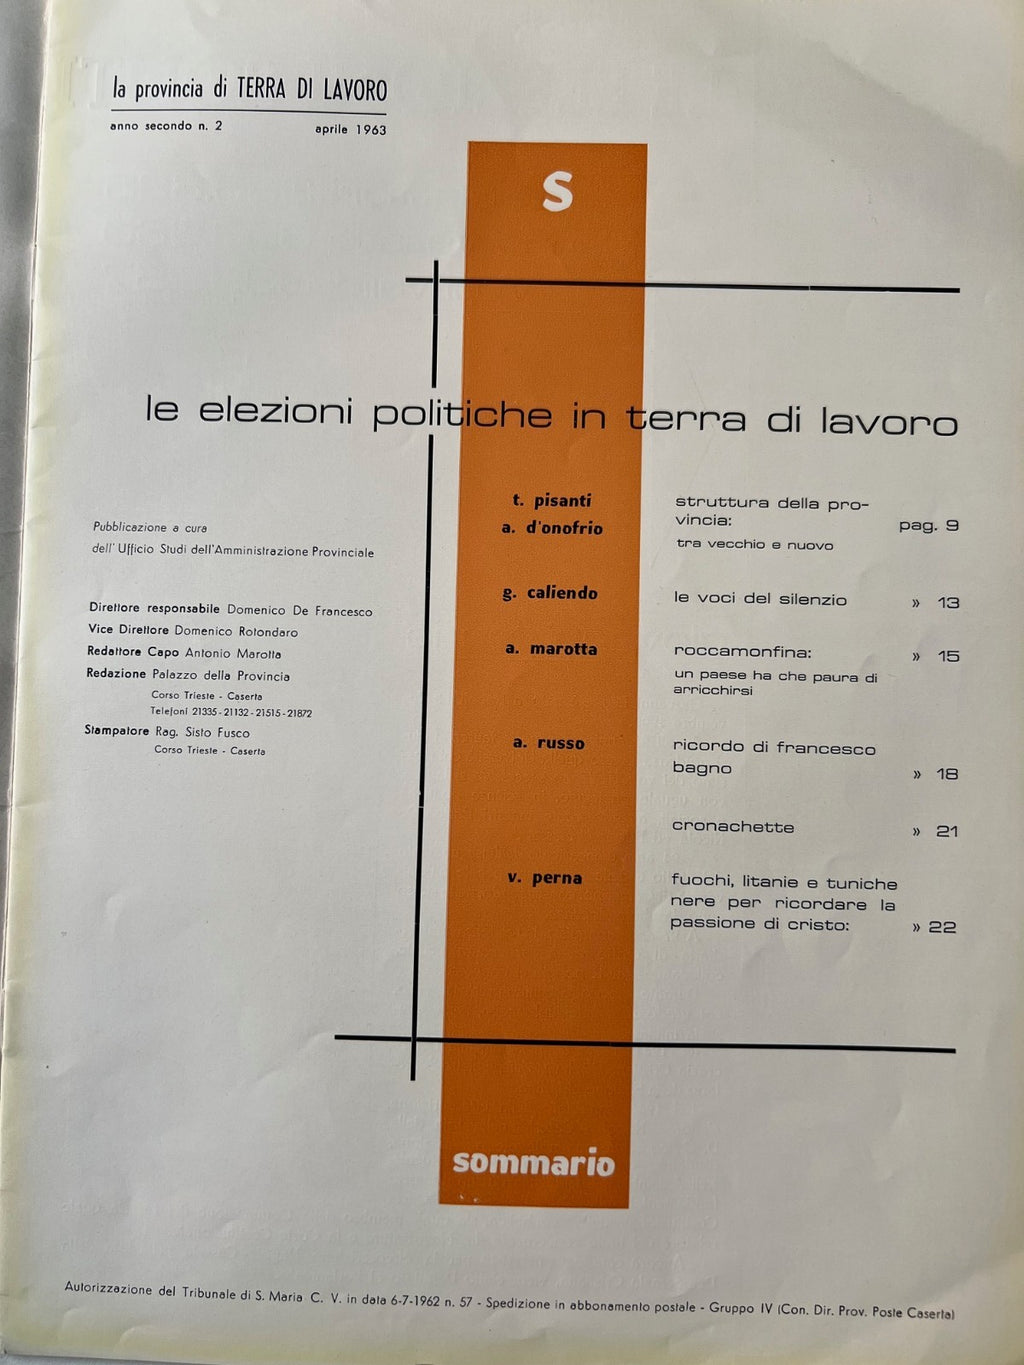 la provincia di TERRA DI LAVORO
anno secondo n. 2 aprile 1963
s
le elezioni politiche in terra di lavoro
Pubblicazione a cura
dell' Ufficio Studi dell'Amministrazione Provinciale
Direttore responsabile Domenico De Francesco
Vice Direttore Domenico Rotondaro
Redattore Capo Antonio Marotta
Redazione Palazzo della Provincia
Corso Trieste - Caserta
Telefoni 21335 - 21132 - 21515 - 21872
Stampatore Rag. Sisto Fusco
Corso Trieste - Caserta
t. pisanti
a. d'onofrio
struttura della pro-
vincia: pag. 9
tra vecchio e nuovo
g. caliendo le voci del silenzio » 13
a. marotta roccamonfina: » 15
un paese ha che paura di
arricchirsi
a. russo ricordo di francesco
bagno » 18
cronachette » 21
v. perna fuochi, litanie e tuniche
nere per ricordare la
passione di cristo: » 22
sommario
Autorizzazione del Tribunale di S. Maria C. V. in data 6-7-1962 n. 57 - Spedizione in abbonamento postale - Gruppo IV (Con. Dir. Prov. Poste Caserta)